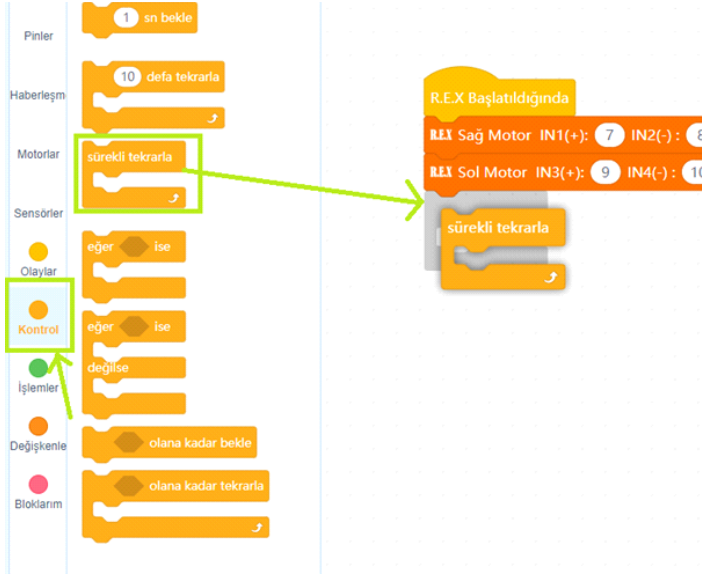 Pinler
Haberleşm
Motorlar
Sensörler
Olaylar
Kontrol
İşlemler
Değişkenle
Bloklarım
1 sn bekle
10 defa tekrarla
sürekli tekrarla
eğer ise
eğer ise
değilse
olana kadar bekle
olana kadar tekrarla
R.E.X Başlatıldığında
R.E.X Sağ Motor IN1(+): 7 IN2(-) : 8
R.E.X Sol Motor IN3(+): 9 IN4(-) : 10
sürekli tekrarla